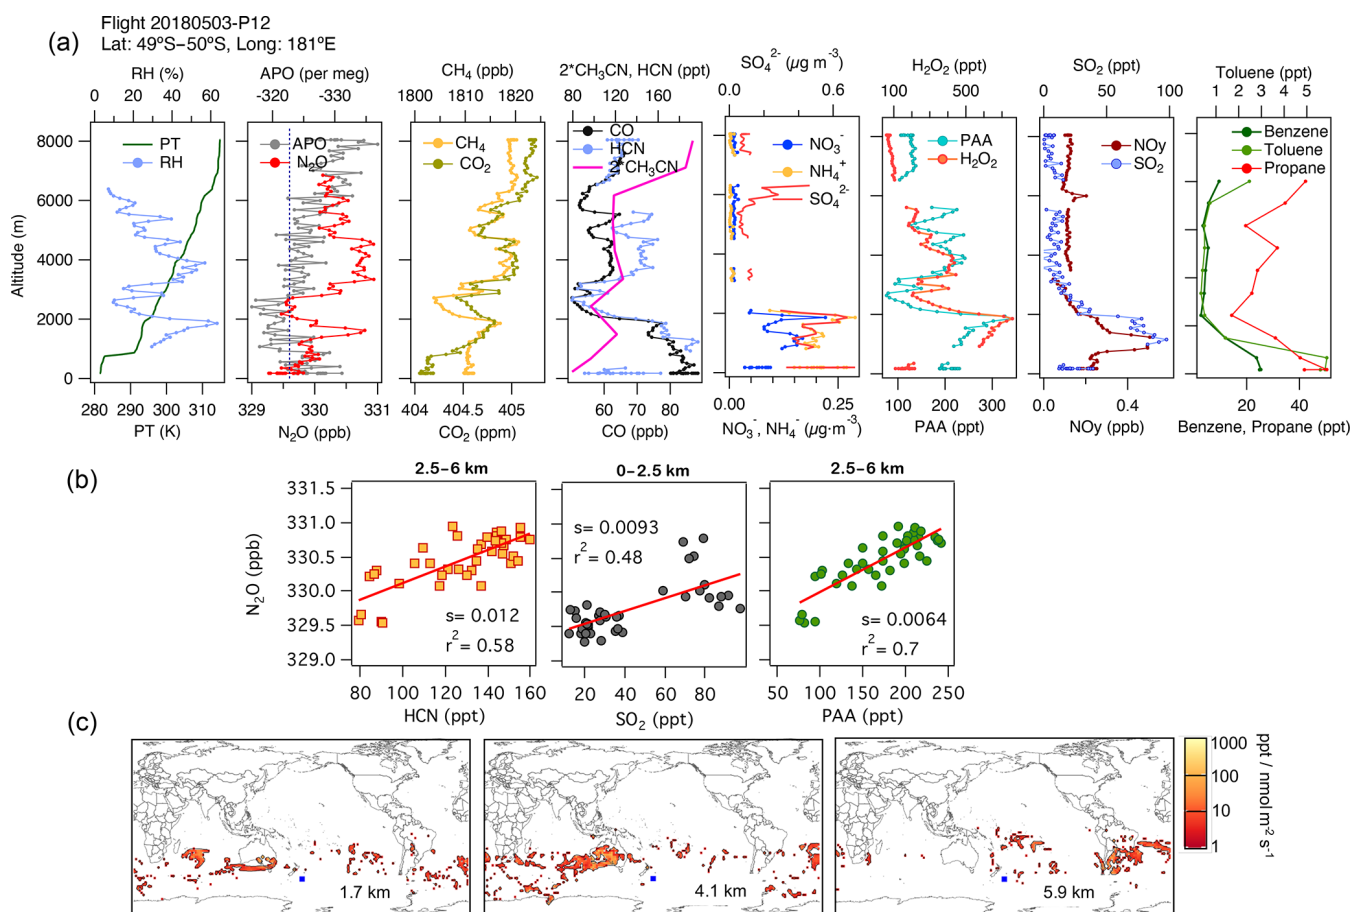 Flight 20180503-P12
(a)
Lat: 49ºS–50ºS, Long: 181ºE
RH (%)
0 20 40 60
APO (per meg)
-320 -330
CH4 (ppb)
1800 1810 1820
2*CH3CN, HCN (ppt)
80 120 160
SO4 2- (µg m-3)
0.0 0.6
H2O2 (ppt)
100 500
SO2 (ppt)
0 50 100
Toluene (ppt)
1 2 3 4 5
Altitude (m)
8000
6000
4000
2000
0
PT
RH
APO
N2O
CH4
CO2
CO
HCN
2*CH3CN
NO3-
NH4+
SO4 2-
PAA
H2O2
NOy
SO2
Benzene
Toluene
Propane
280 290 300 310
PT (K)
329 330 331
N2O (ppb)
404 404.5 405
CO2 (ppm)
60 70 80
CO (ppb)
0.00 0.25
NO3-, NH4- (µg·m-3)
100 200 300
PAA (ppt)
0.0 0.4
NOy (ppb)
20 40
Benzene, Propane (ppt)
(b)
2.5–6 km
0–2.5 km
2.5–6 km
N2O (ppb)
331.5
331.0
330.5
330.0
329.5
329.0
s= 0.012
r2= 0.58
s= 0.0093
r2= 0.48
s= 0.0064
r2= 0.7
80 100 120 140 160
HCN (ppt)
20 40 60 80
SO2 (ppt)
50 100 150 200 250
PAA (ppt)
(c)
1.7 km
4.1 km
5.9 km
1000
100
10
1
ppt / nmol m-2 s-1